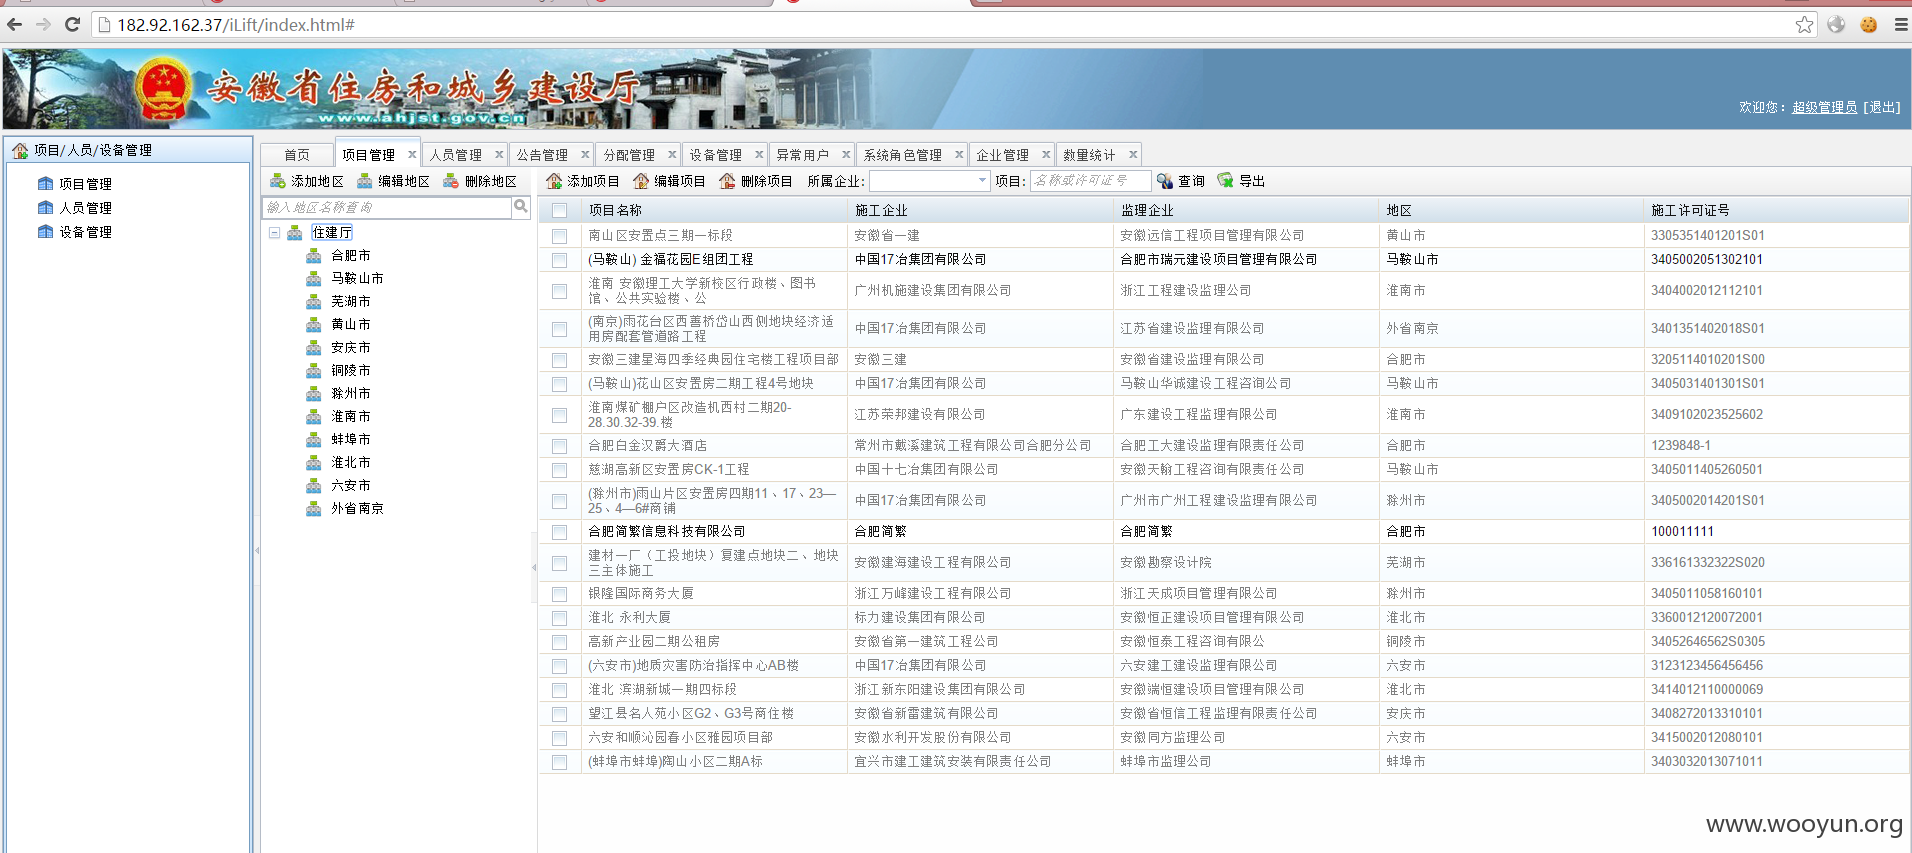 182.92.162.37/iLift/index.html#
安徽省住房和城乡建设厅
www.ahjst.gov.cn
欢迎您：超级管理员 [退出]
项目/人员/设备管理
项目管理
人员管理
设备管理
首页 项目管理 人员管理 公告管理 分配管理 设备管理 异常用户 系统角色管理 企业管理 数量统计
添加地区 编辑地区 删除地区
输入地区名称查询
住建厅
合肥市
马鞍山市
芜湖市
黄山市
安庆市
铜陵市
滁州市
淮南市
蚌埠市
淮北市
六安市
外省南京
添加项目 编辑项目 删除项目 所属企业: 项目: 名称或许可证号 查询 导出
项目名称 施工企业 监理企业 地区 施工许可证号
南山区安置点三期一标段 安徽省一建 安徽远信工程项目管理有限公司 黄山市 3305351401201S01
(马鞍山) 金福花园E组团工程 中国17冶集团有限公司 合肥市瑞元建设项目管理有限公司 马鞍山市 3405002051302101
淮南 安徽理工大学新校区行政楼、图书
馆、公共实验楼、公 广州机施建设集团有限公司 浙江工程建设监理公司 淮南市 3404002012112101
(南京)雨花台区西善桥岱山西侧地块经济适
用房配套管道路工程 中国17冶集团有限公司 江苏省建设监理有限公司 外省南京 3401351402018S01
安徽三建星海四季经典园住宅楼工程项目部 安徽三建 安徽省建设监理有限公司 合肥市 3205114010201S00
(马鞍山)花山区安置房二期工程4号地块 中国17冶集团有限公司 马鞍山华诚建设工程咨询公司 马鞍山市 3405031401301S01
淮南煤矿棚户区改造机西村二期20-
28.30.32-39.楼 江苏荣邦建设有限公司 广东建设工程监理有限公司 淮南市 3409102023525602
合肥白金汉爵大酒店 常州市戴溪建筑工程有限公司合肥分公司 合肥工大建设监理有限责任公司 合肥市 1239848-1
慈湖高新区安置房CK-1工程 中国十七冶集团有限公司 安徽天翰工程咨询有限责任公司 马鞍山市 3405011405260501
(滁州市)雨山片区安置房四期11、17、23—
25、4—6#商铺 中国17冶集团有限公司 广州市广州工程建设监理有限公司 滁州市 3405002014201S01
合肥简繁信息科技有限公司 合肥简繁 合肥简繁 合肥市 100011111
建材一厂（工投地块）复建点地块二、地块
三主体施工 安徽建海建设工程有限公司 安徽勘察设计院 芜湖市 336161332322S020
银隆国际商务大厦 浙江万峰建设工程有限公司 浙江天成项目管理有限公司 滁州市 3405011058160101
淮北 永利大厦 标力建设集团有限公司 安徽恒正建设项目管理有限公司 淮北市 3360012120072001
高新产业园二期公租房 安徽省第一建筑工程公司 安徽恒泰工程咨询有限公 铜陵市 34052646562S0305
(六安市)地质灾害防治指挥中心AB楼 中国17冶集团有限公司 六安建工建设监理有限公司 六安市 3123123456456456
淮北 滨湖新城一期四标段 浙江新东阳建设集团有限公司 安徽端恒建设项目管理有限公司 淮北市 3414012110000069
望江县名人苑小区G2、G3号商住楼 安徽省新雷建筑有限公司 安徽省恒信工程监理有限责任公司 安庆市 3408272013310101
六安和顺沁园春小区雅园项目部 安徽水利开发股份有限公司 安徽同方监理公司 六安市 3415002012080101
(蚌埠市蚌埠)陶山小区二期A标 宜兴市建工建筑安装有限责任公司 蚌埠市监理公司 蚌埠市 3403032013071011
www.wooyun.org